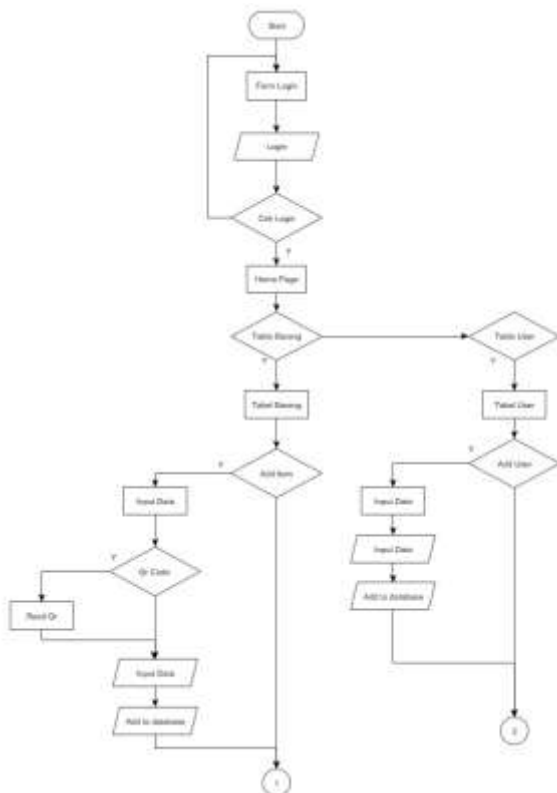 Start
Form Login
Login
Cek Login
Y
Home Page
Table Barang
Table User
Y
Y
Tabel Barang
Tabel User
Y
Add Item
Y
Add User
Input Data
Input Data
Y
Qr Code
Input Data
Read Qr
Add to database
Input Data
Add to database
2
1